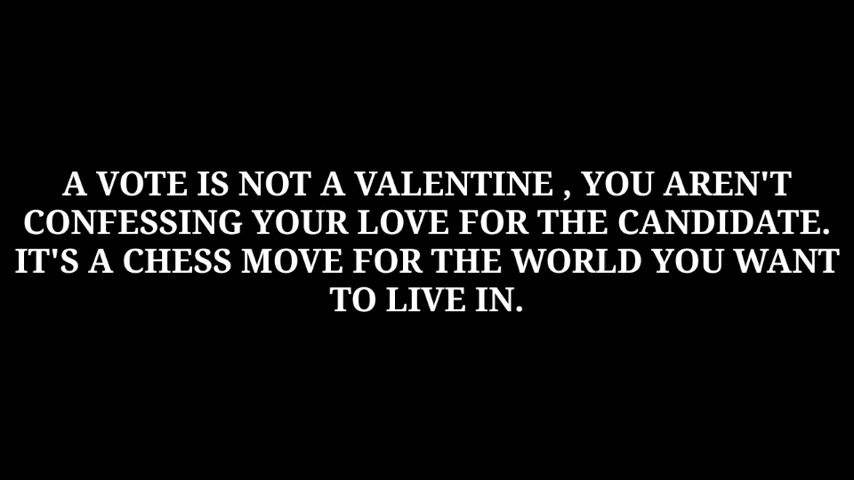 A VOTE IS NOT A VALENTINE , YOU AREN'T
CONFESSING YOUR LOVE FOR THE CANDIDATE.
IT'S A CHESS MOVE FOR THE WORLD YOU WANT
TO LIVE IN.